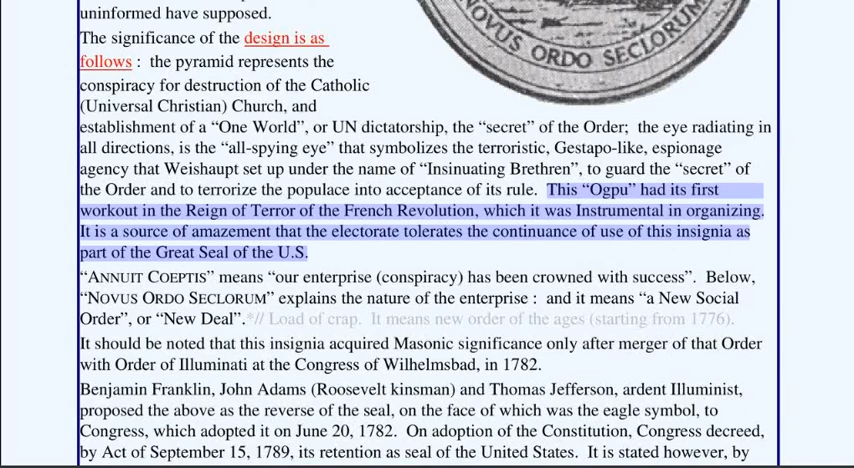 uninformed have supposed.
The significance of the design is as
follows : the pyramid represents the
conspiracy for destruction of the Catholic
(Universal Christian) Church, and
NOVUS ORDO SECLORUM
establishment of a “One World”, or UN dictatorship, the “secret” of the Order; the eye radiating in
all directions, is the “all-spying eye” that symbolizes the terroristic, Gestapo-like, espionage
agency that Weishaupt set up under the name of “Insinuating Brethren”, to guard the “secret” of
the Order and to terrorize the populace into acceptance of its rule. This “Ogpu” had its first
workout in the Reign of Terror of the French Revolution, which it was Instrumental in organizing.
It is a source of amazement that the electorate tolerates the continuance of use of this insignia as
part of the Great Seal of the U.S.
“ANNUIT COEPTIS” means “our enterprise (conspiracy) has been crowned with success”. Below,
“NOVUS ORDO SECLORUM” explains the nature of the enterprise : and it means “a New Social
Order”, or “New Deal”.*// Load of crap. It means new order of the ages (starting from 1776).
It should be noted that this insignia acquired Masonic significance only after merger of that Order
with Order of Illuminati at the Congress of Wilhelmsbad, in 1782.
Benjamin Franklin, John Adams (Roosevelt kinsman) and Thomas Jefferson, ardent Illuminist,
proposed the above as the reverse of the seal, on the face of which was the eagle symbol, to
Congress, which adopted it on June 20, 1782. On adoption of the Constitution, Congress decreed,
by Act of September 15, 1789, its retention as seal of the United States. It is stated however, by